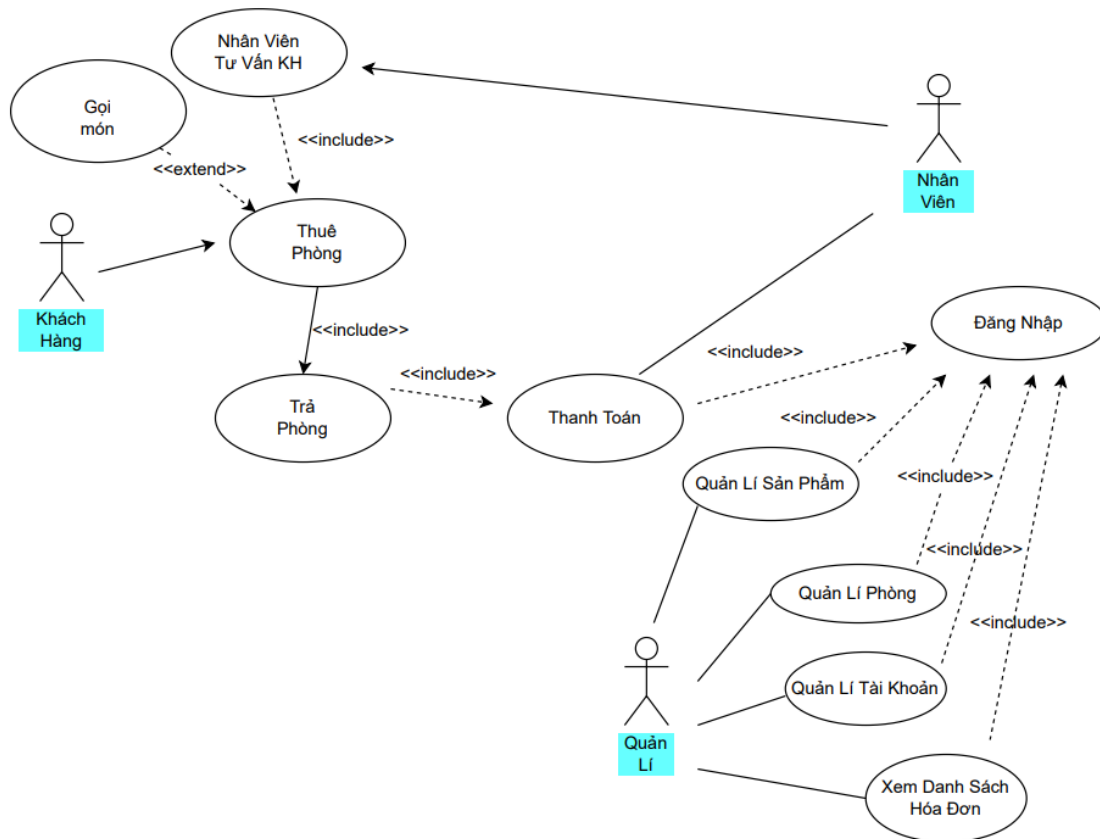 Nhân Viên
Tư Vấn KH
Gọi
món
<<include>>
<<extend>>
Nhân
Viên
Thuê
Phòng
Khách
Hàng
<<include>>
Đăng Nhập
<<include>>
<<include>>
Trả
Phòng
Thanh Toán
<<include>>
Quản Lí Sản Phẩm
<<include>>
<<include>>
Quản Lí Phòng
<<include>>
Quản Lí Tài Khoản
Quản
Lí
Xem Danh Sách
Hóa Đơn